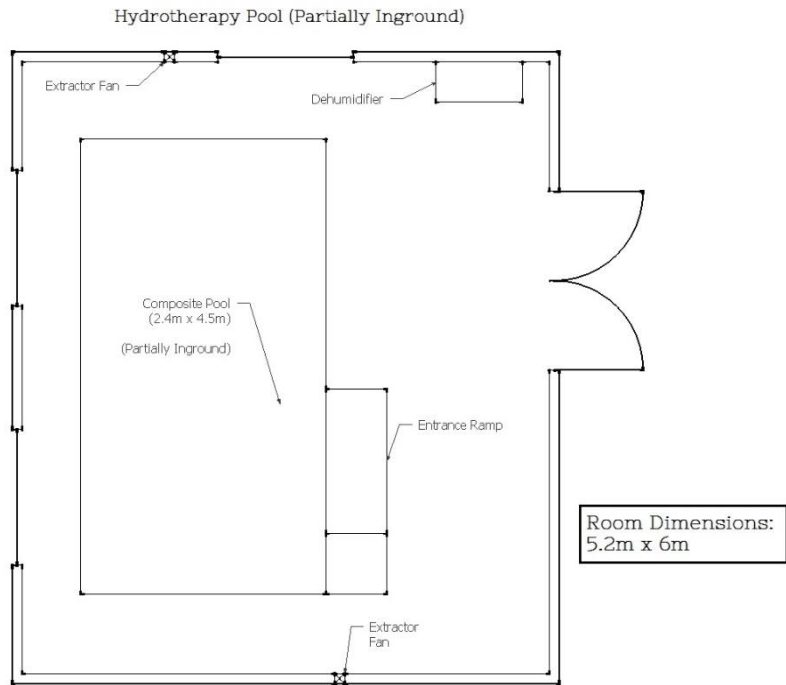 Hydrotherapy Pool (Partially Inground)
Extractor Fan
Dehumidifier
Composite Pool
(2.4m x 4.5m)
(Partially Inground)
Entrance Ramp
Room Dimensions:
5.2m x 6m
Extractor
Fan